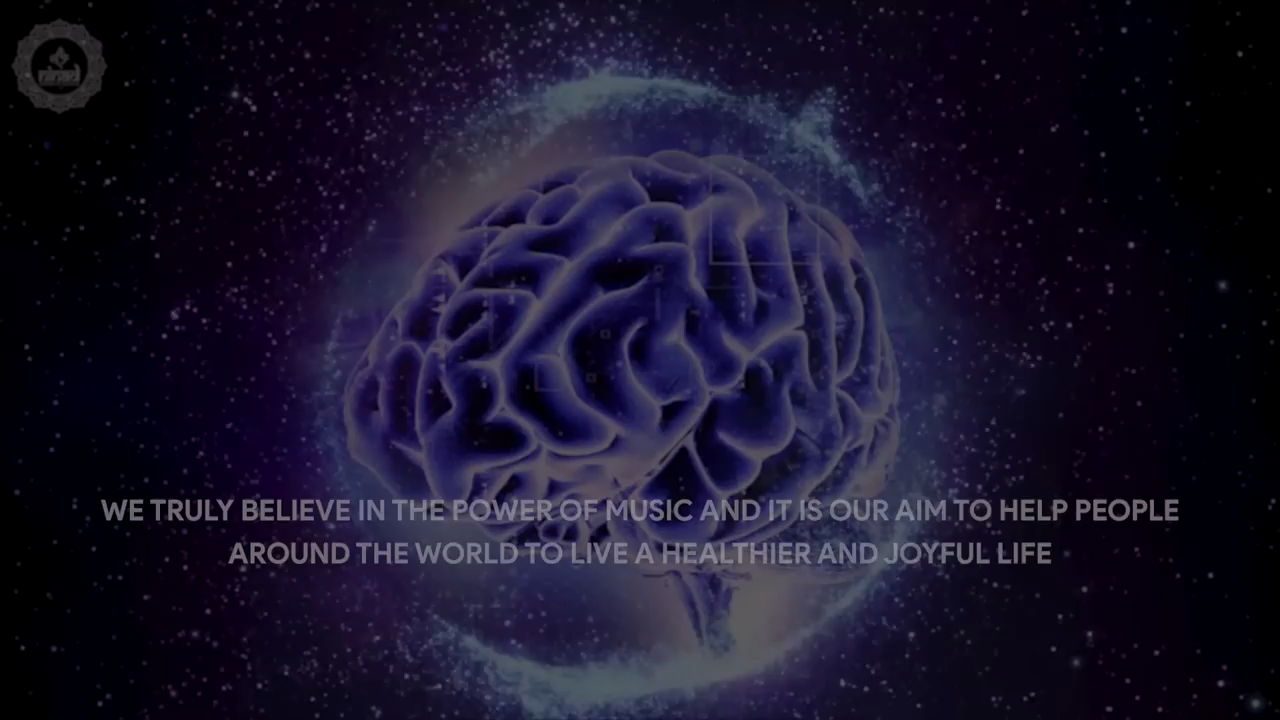 WE TRULY BELIEVE IN THE POWER OF MUSIC AND IT IS OUR AIM TO HELP PEOPLE
AROUND THE WORLD TO LIVE A HEALTHIER AND JOYFUL LIFE